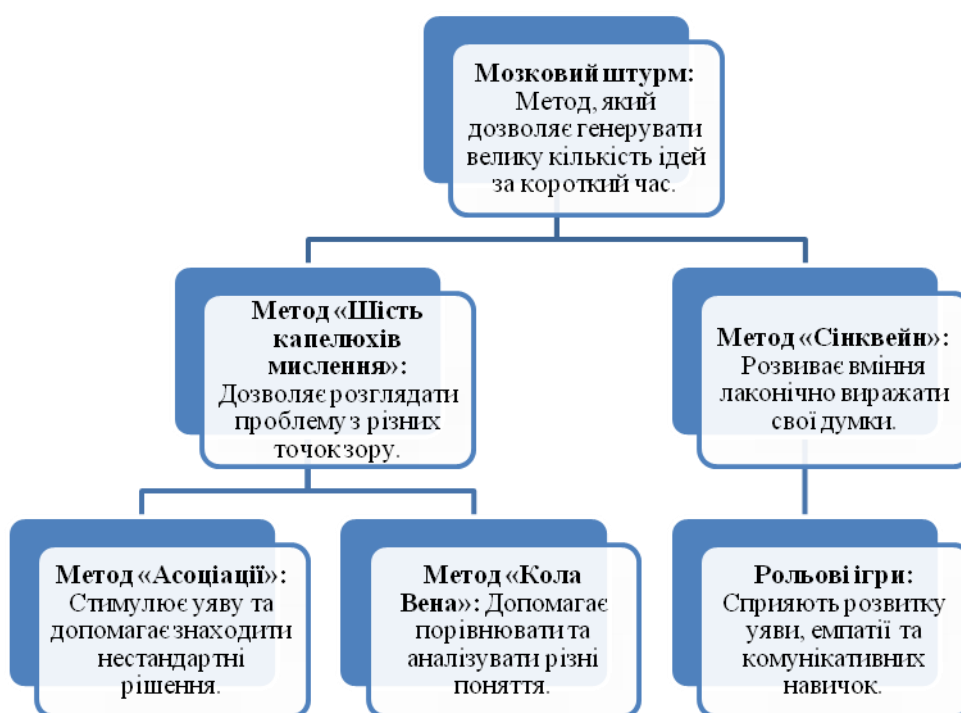 Мозковий штурм:
Метод, який
дозволяє генерувати
велику кількість ідей
за короткий час.
Метод «Шість
капелюхів
мислення»:
Дозволяє розглядати
проблему з різних
точок зору.
Метод «Сінквейн»:
Розвиває вміння
лаконічно виражати
свої думки.
Метод «Асоціації»:
Стимулює уяву та
допомагає знаходити
нестандартні
рішення.
Метод «Кола
Вена»: Допомагає
порівнювати та
аналізувати різні
поняття.
Рольові ігри:
Сприяють розвитку
уяви, емпатії та
комунікативних
навичок.